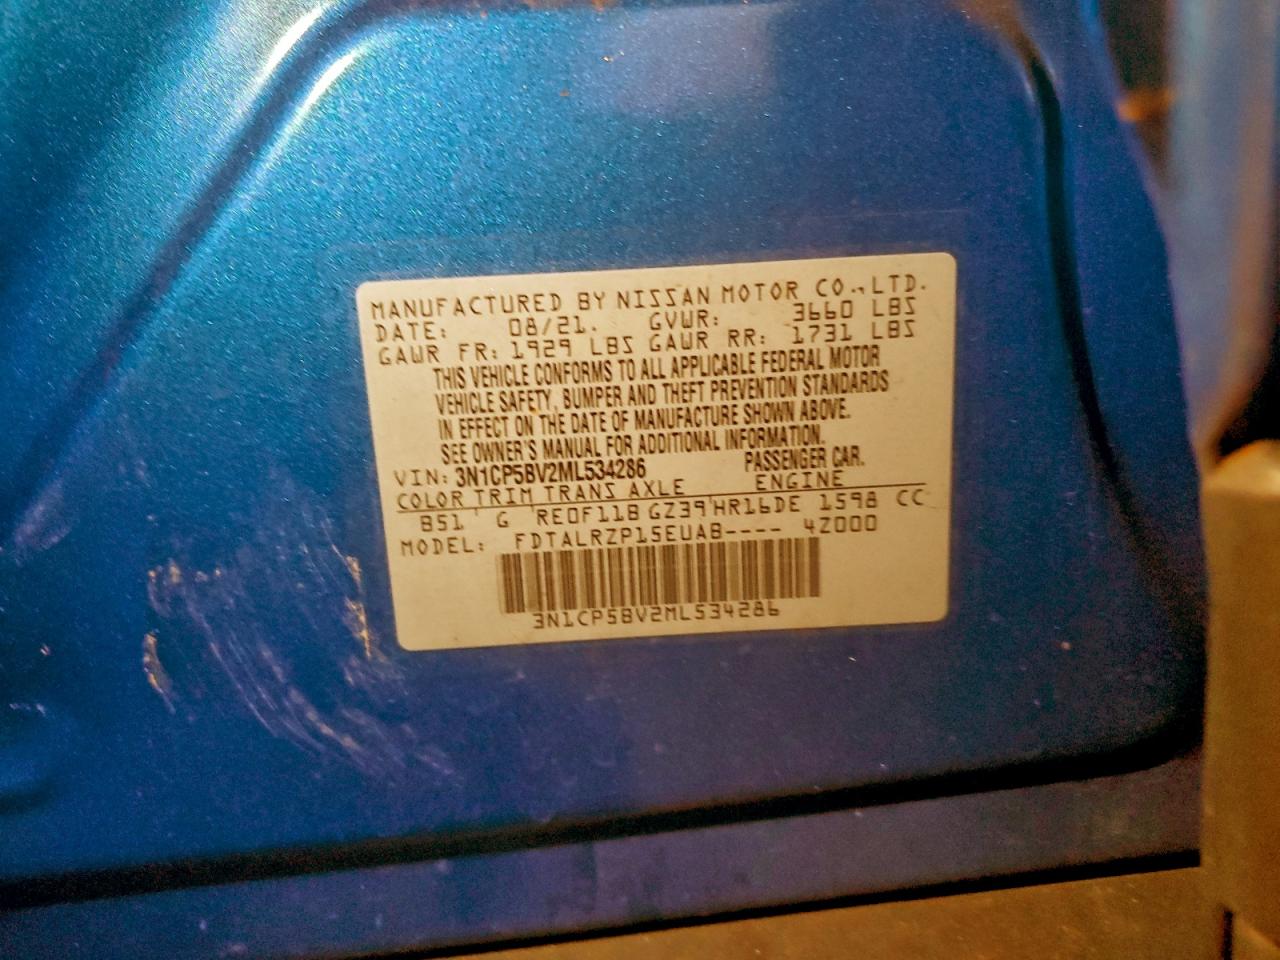 MANUFACTURED BY NISSAN MOTOR CO., LTD.
DATE: 08/21. GVWR: 3660 LBS
GAWR FR: 1929 LBS GAWR RR: 1731 LBS
THIS VEHICLE CONFORMS TO ALL APPLICABLE FEDERAL MOTOR
VEHICLE SAFETY, BUMPER AND THEFT PREVENTION STANDARDS
IN EFFECT ON THE DATE OF MANUFACTURE SHOWN ABOVE.
SEE OWNER'S MANUAL FOR ADDITIONAL INFORMATION.
VIN: 3N1CP5BV2ML534286 PASSENGER CAR.
COLOR TRIM TRANS AXLE ENGINE
B51 G RE0F11B GZ39 HR16DE 1598 CC
MODEL: FDTALRZP15EUAB---- 4Z000
3N1CP5BV2ML534286